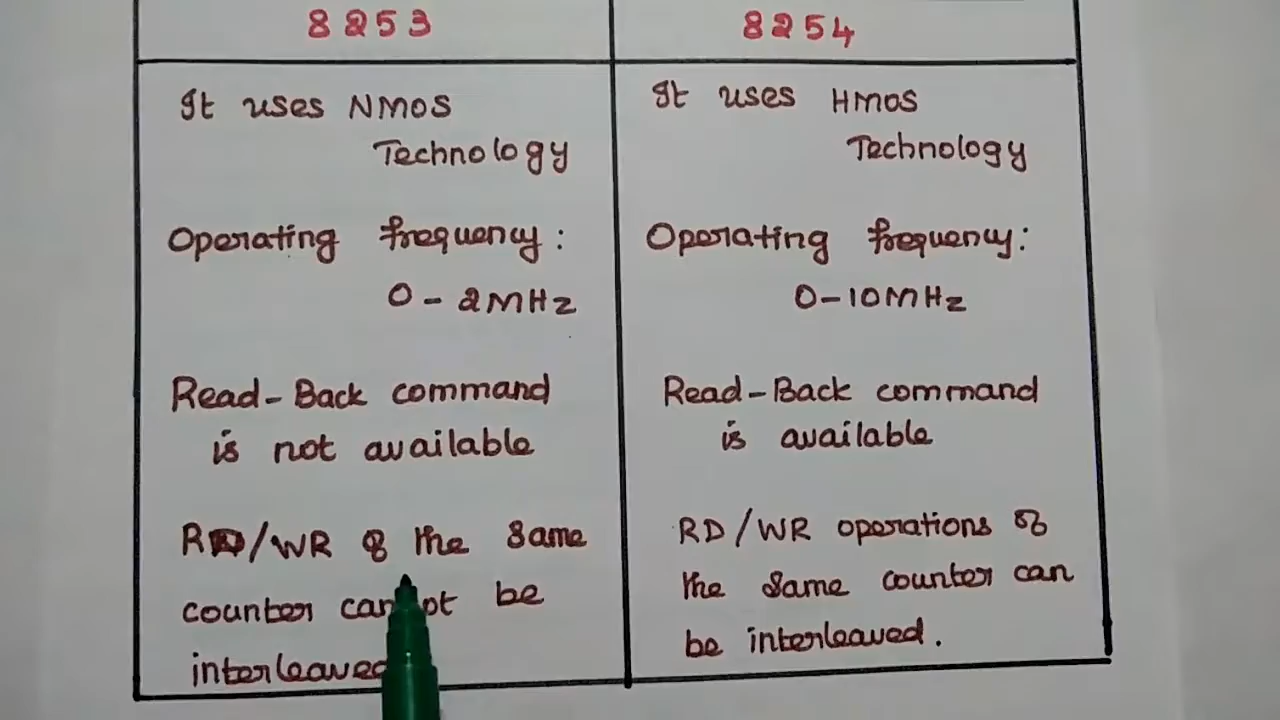 8253
8254
It uses NMOS
Technology
Operating frequency:
0-2MHz
Read-Back command
is not available
RD/WR of the same
counter cannot be
interleaved
It uses HMOS
Technology
Operating frequency:
0-10MHz
Read-Back command
is available
RD/WR operations of
the same counter can
be interleaved.